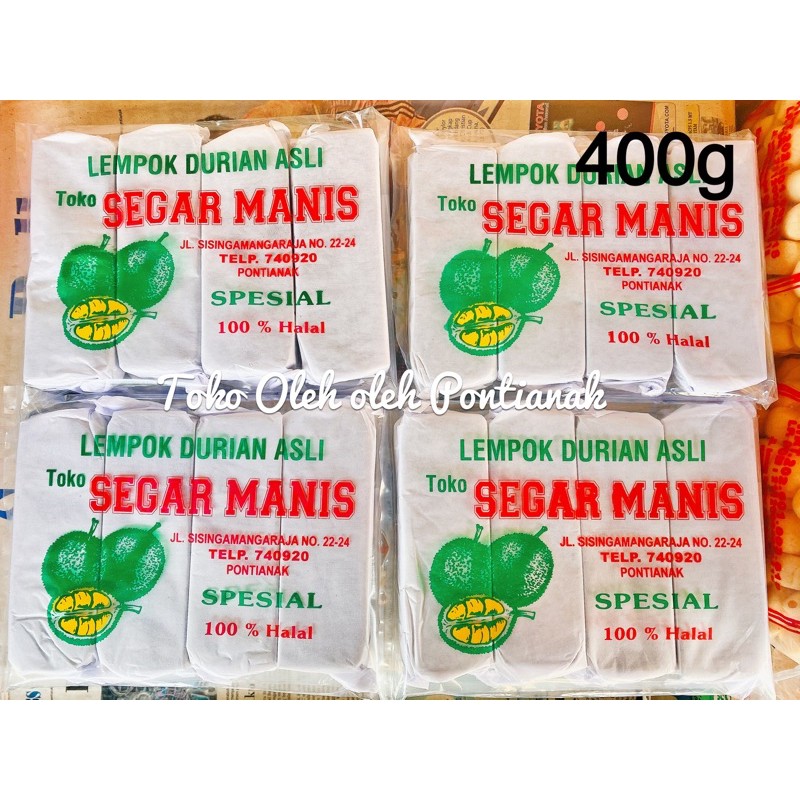 LEMPOK DURIAN ASLI
Toko SEGAR MANIS
JL. SISINGAMANGARAJA NO. 22-24
TELP. 740920
PONTIANAK
SPESIAL
100 % Halal
400g
LEMPOK DURIAN ASLI
Toko SEGAR MANIS
JL. SISINGAMANGARAJA NO. 22-24
TELP. 740920
PONTIANAK
SPESIAL
100 % Halal
Toko Oleh oleh Pontianak
LEMPOK DURIAN ASLI
Toko SEGAR MANIS
JL. SISINGAMANGARAJA NO. 22-24
TELP. 740920
PONTIANAK
SPESIAL
100 % Halal
LEMPOK DURIAN ASLI
Toko SEGAR MANIS
JL. SISINGAMANGARAJA NO. 22-24
TELP. 740920
PONTIANAK
SPESIAL
100 % Halal